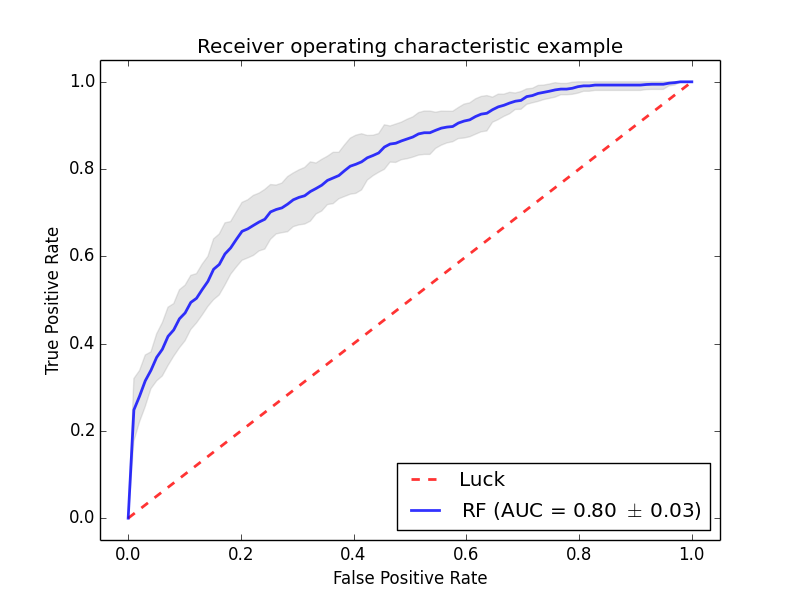 Receiver operating characteristic example
True Positive Rate
1.0
0.8
0.6
0.4
0.2
0.0
Luck
RF (AUC = 0.80 ± 0.03)
0.0 0.2 0.4 0.6 0.8 1.0
False Positive Rate